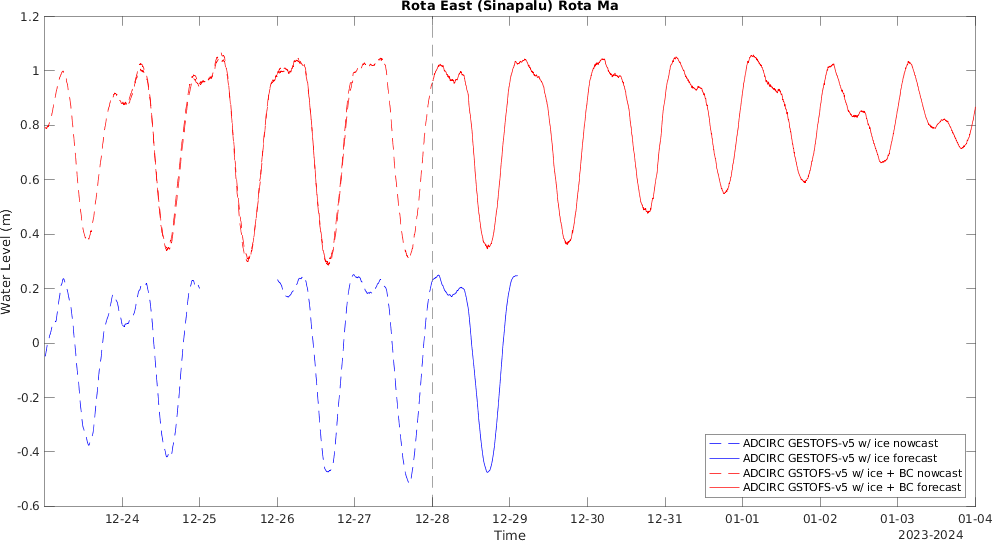 Rota East (Sinapalu) Rota Ma
1.2
1
0.8
0.6
0.4
0.2
0
-0.2
-0.4
-0.6
Water Level (m)
ADCIRC GESTOFS-v5 w/ ice nowcast
ADCIRC GESTOFS-v5 w/ ice forecast
ADCIRC GSTOFS-v5 w/ ice + BC nowcast
ADCIRC GSTOFS-v5 w/ ice + BC forecast
12-24 12-25 12-26 12-27 12-28 12-29 12-30 12-31 01-01 01-02 01-03 01-04
Time
2023-2024